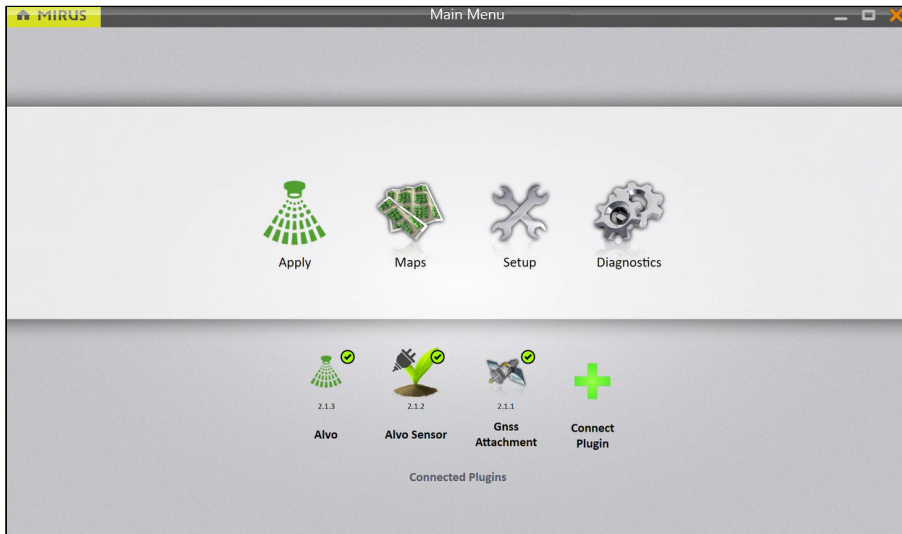 MIRUS
Main Menu
Apply
Maps
Setup
Diagnostics
2.1.3
2.1.2
2.1.1
Alvo
Alvo Sensor
Gnss
Attachment
Connect
Plugin
Connected Plugins